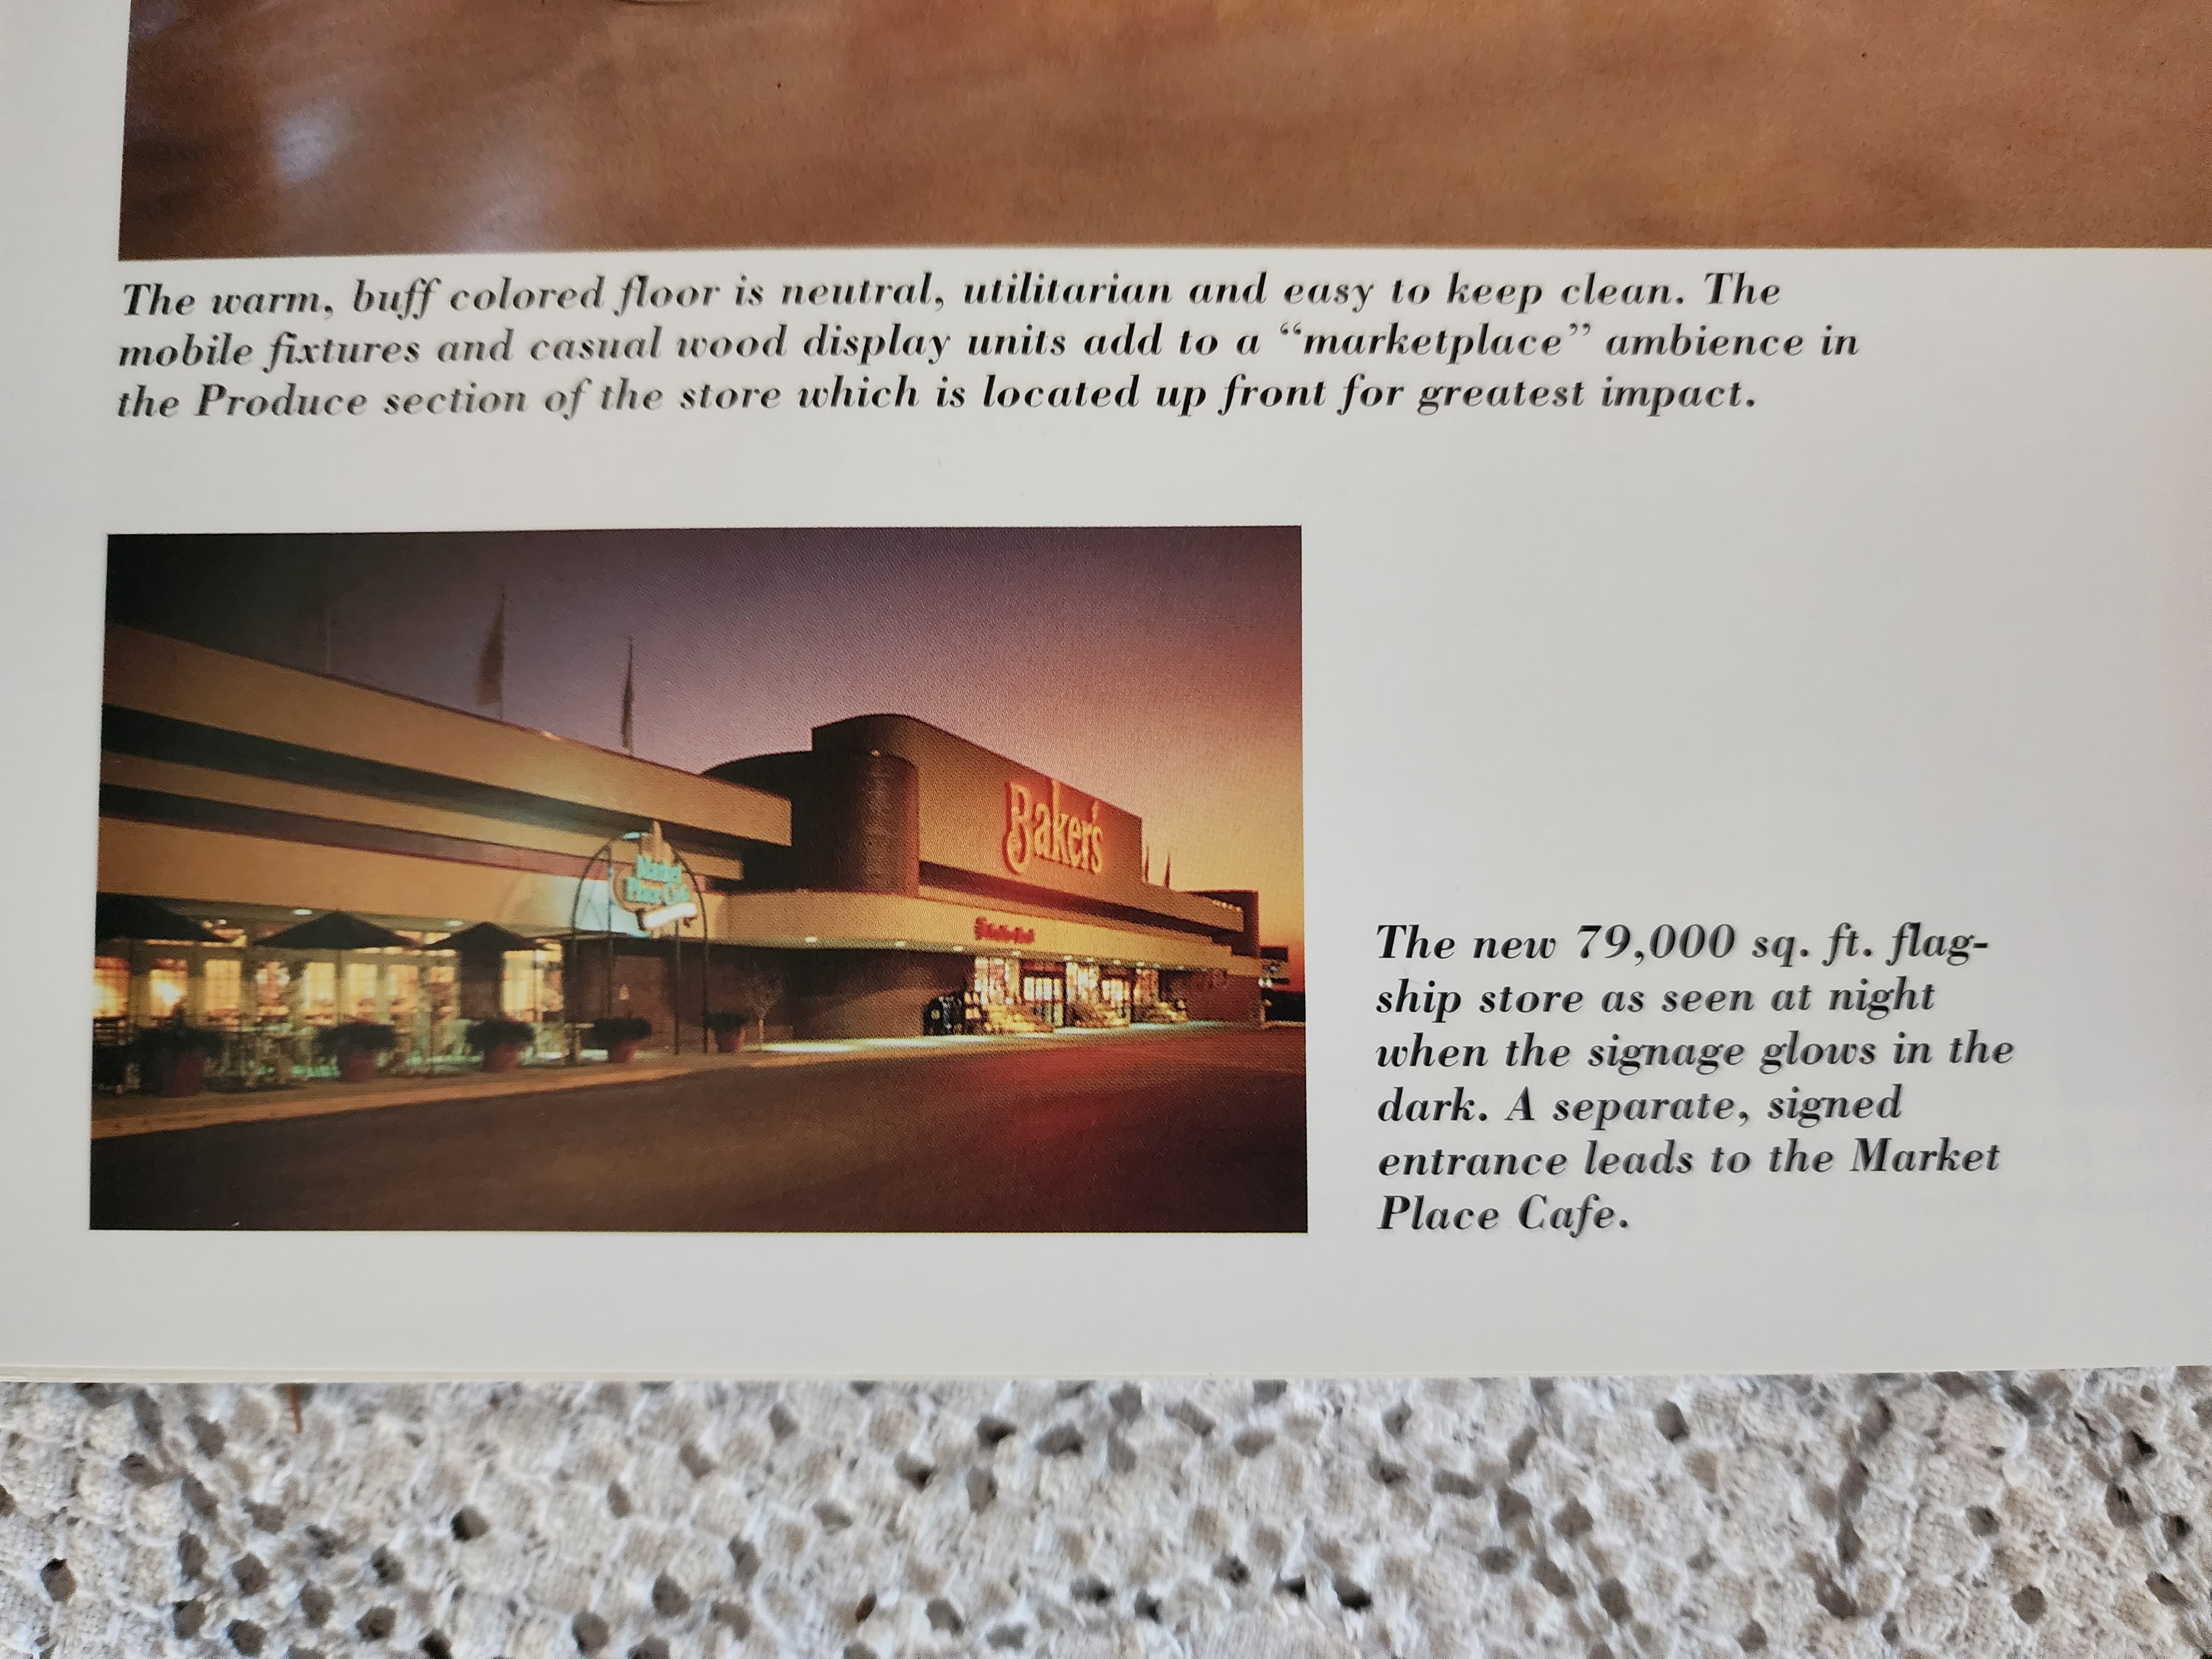 The warm, buff colored floor is neutral, utilitarian and easy to keep clean. The
mobile fixtures and casual wood display units add to a “marketplace” ambience in
the Produce section of the store which is located up front for greatest impact.
Baker's
Market
Place Cafe
The new 79,000 sq. ft. flag-
ship store as seen at night
when the signage glows in the
dark. A separate, signed
entrance leads to the Market
Place Cafe.